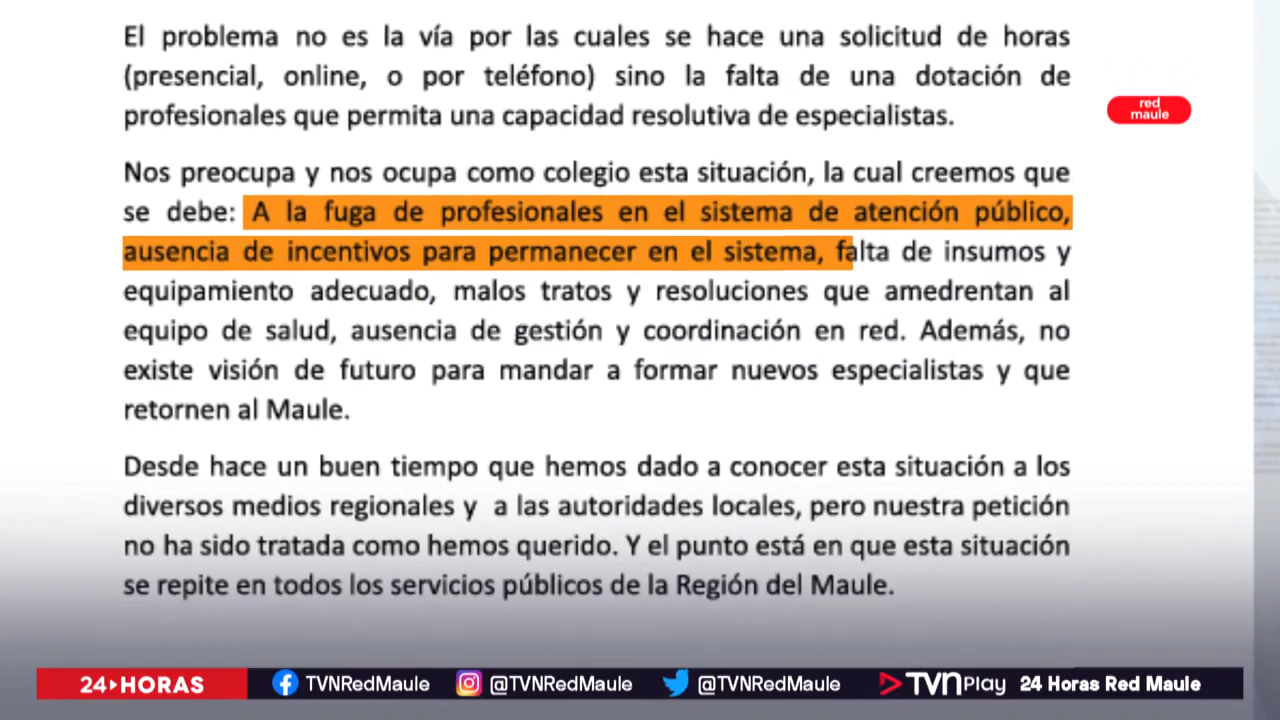 El problema no es la vía por las cuales se hace una solicitud de horas
(presencial, online, o por teléfono) sino la falta de una dotación de
profesionales que permita una capacidad resolutiva de especialistas.
red
maule
Nos preocupa y nos ocupa como colegio esta situación, la cual creemos que
se debe: A la fuga de profesionales en el sistema de atención público,
ausencia de incentivos para permanecer en el sistema, falta de insumos y
equipamiento adecuado, malos tratos y resoluciones que amedrentan al
equipo de salud, ausencia de gestión y coordinación en red. Además, no
existe visión de futuro para mandar a formar nuevos especialistas y que
retornen al Maule.
Desde hace un buen tiempo que hemos dado a conocer esta situación a los
diversos medios regionales y a las autoridades locales, pero nuestra petición
no ha sido tratada como hemos querido. Y el punto está en que esta situación
se repite en todos los servicios públicos de la Región del Maule.
24 HORAS TVNRedMaule @TVNRedMaule @TVNRedMaule TVN Play 24 Horas Red Maule